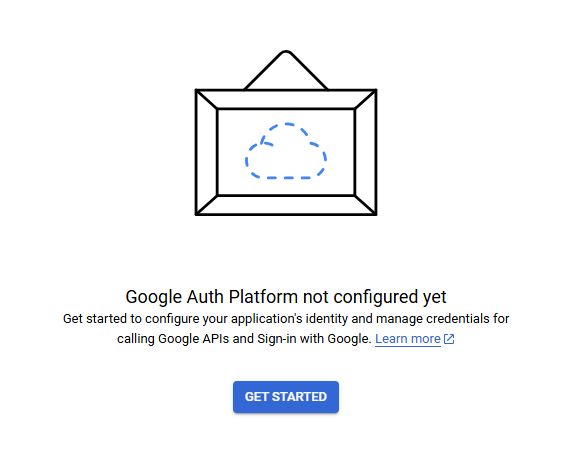 Google Auth Platform not configured yet
Get started to configure your application's identity and manage credentials for
calling Google APIs and Sign-in with Google. Learn more
GET STARTED